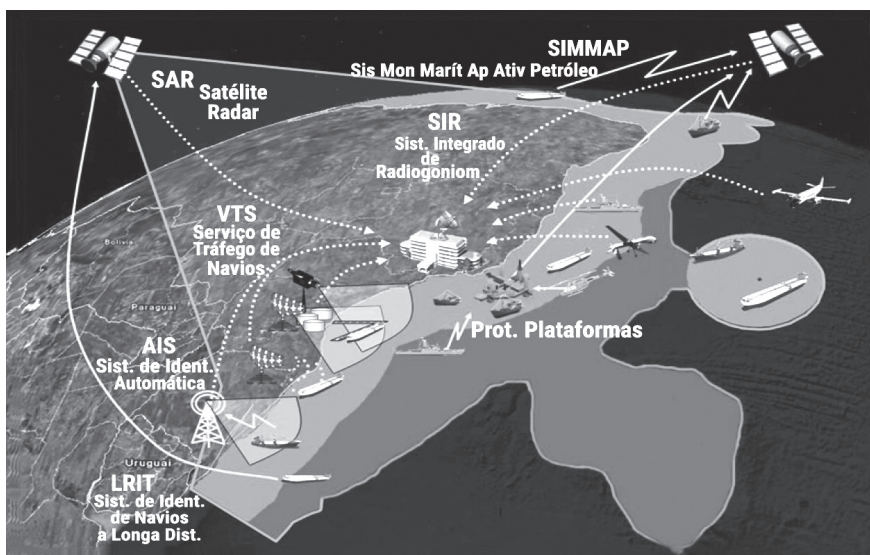 SIMMAP
Sis Mon Marít Ap Ativ Petróleo
SAR
Satélite
Radar
SIR
Sist. Integrado
de
Radiogoniom
VTS
Serviço de
Tráfego de
Navios
Bolivia
Paraguai
Prot. Plataformas
AIS
Sist. de Ident.
Automática
Uruguai
LRIT
Sist. de Ident.
de Navios
a Longa Dist.